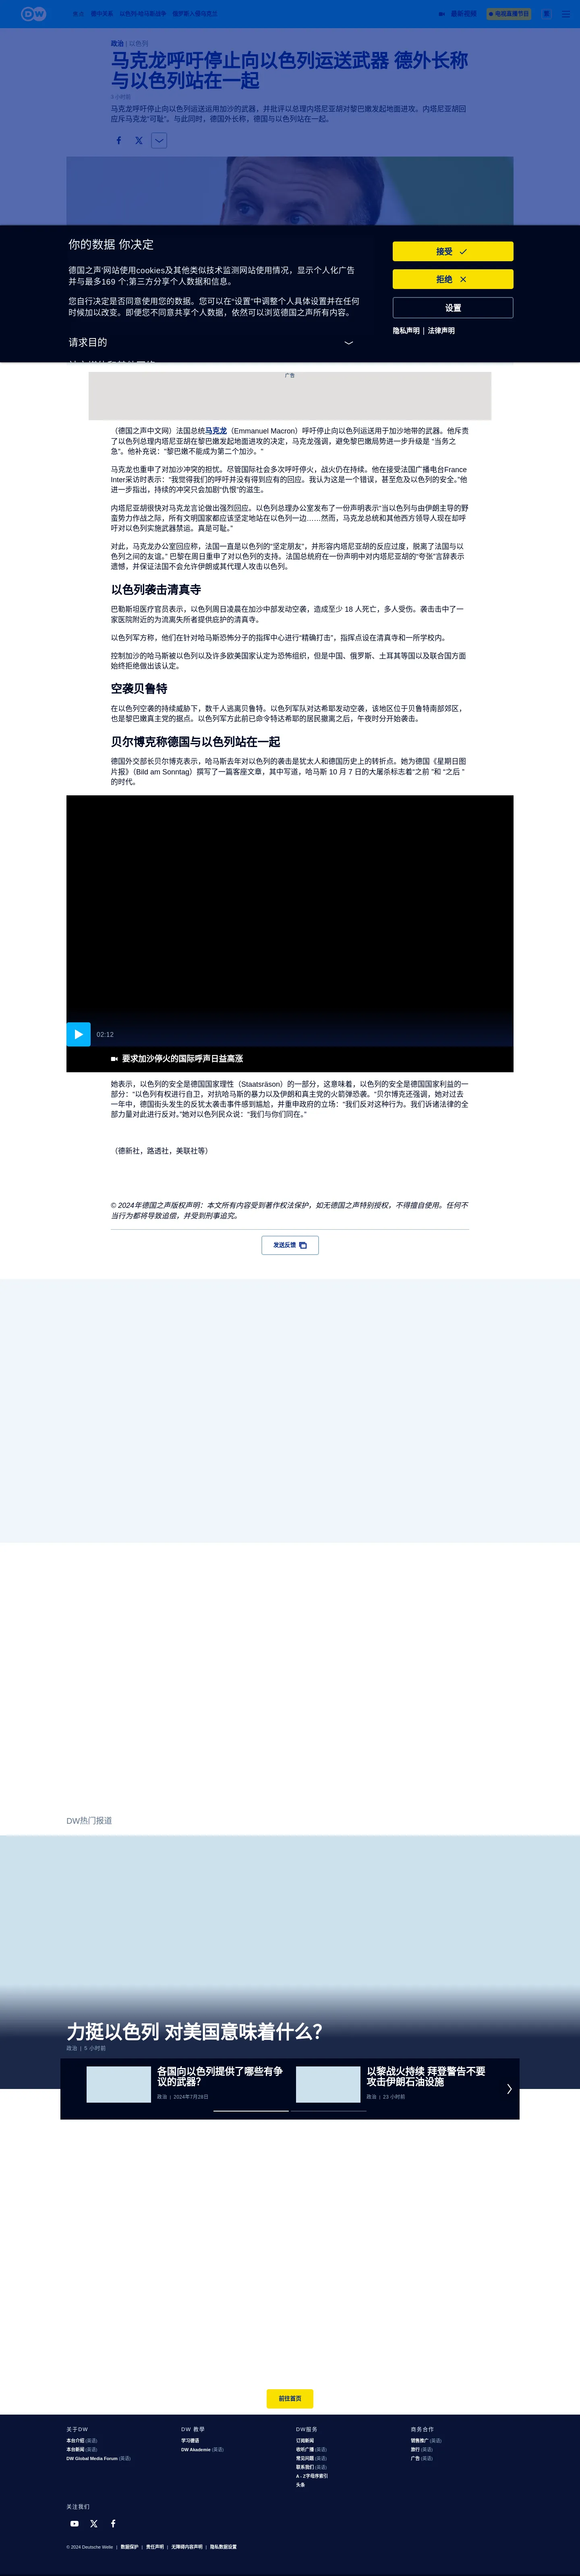 DW
最新视频
电视直播节目
政治 | 以色列
马克龙呼吁停止向以色列运送武器 德外长称
与以色列站在一起
马克龙呼吁停止向以色列运送运用加沙的武器，并批评以总理内塔尼亚胡对黎巴嫩发起地面进攻。内塔尼亚胡回
应斥马克龙“可耻”。与此同时，德国外长称，德国与以色列站在一起。
你的数据 你决定
德国之声‘网站使用cookies及其他类似技术监测网站使用情况，显示个人化广告
并与最多169 个;第三方分享个人数据和信息。
您自行决定是否同意使用您的数据。您可以在“设置”中调整个人具体设置并在任何
时候加以改变。即使您不同意共享个人数据，依然可以浏览德国之声所有内容。
请求目的
接受
拒绝
设置
隐私声明 | 法律声明
广告
（德国之声中文网）法国总统马克龙（Emmanuel Macron）呼吁停止向以色列运送用于加沙地带的武器。他斥责
了以色列总理内塔尼亚胡在黎巴嫩发起地面进攻的决定，马克龙强调，避免黎巴嫩局势进一步升级是 “当务之
急”。他补充说：“黎巴嫩不能成为第二个加沙。”
马克龙也重申了对加沙冲突的担忧。尽管国际社会多次呼吁停火，战火仍在持续。他在接受法国广播电台France
Inter采访时表示：“我觉得我们的呼吁并没有得到应有的回应。我认为这是一个错误，甚至危及以色列的安全。”他
进一步指出，持续的冲突只会加剧“仇恨”的滋生。
内塔尼亚胡很快对马克龙言论做出强烈回应。以色列总理办公室发布了一份声明表示“当以色列与由伊朗主导的野
蛮势力作战之际，所有文明国家都应该坚定地站在以色列一边……然而，马克龙总统和其他西方领导人现在却呼
吁对以色列实施武器禁运。真是可耻。”
对此，马克龙办公室回应称，法国一直是以色列的“坚定朋友”，并形容内塔尼亚胡的反应过度，脱离了法国与以
色列之间的友谊。” 巴黎在周日重申了对以色列的支持。法国总统府在一份声明中对内塔尼亚胡的“夸张”言辞表示
遗憾，并保证法国不会允许伊朗或其代理人攻击以色列。
以色列袭击清真寺
巴勒斯坦医疗官员表示，以色列周日凌晨在加沙中部发动空袭，造成至少 18 人死亡，多人受伤。袭击击中了一
家医院附近的为流离失所者提供庇护的清真寺。
以色列军方称，他们在针对哈马斯恐怖分子的指挥中心进行“精确打击”，指挥点设在清真寺和一所学校内。
控制加沙的哈马斯被以色列以及许多欧美国家认定为恐怖组织，但是中国、俄罗斯、土耳其等国以及联合国方面
始终拒绝做出该认定。
空袭贝鲁特
在以色列空袭的持续威胁下，数千人逃离贝鲁特。以色列军队对达希耶发动空袭，该地区位于贝鲁特南部郊区，
也是黎巴嫩真主党的据点。以色列军方此前已命令特达希耶的居民撤离之后，午夜时分开始袭击。
贝尔博克称德国与以色列站在一起
德国外交部长贝尔博克表示，哈马斯去年对以色列的袭击是犹太人和德国历史上的转折点。她为德国《星期日图
片报》（Bild am Sonntag）撰写了一篇客座文章，其中写道，哈马斯 10 月 7 日的大屠杀标志着“之前 ”和 “之后 ”
的时代。
02:12
要求加沙停火的国际呼声日益高涨
她表示，以色列的安全是德国国家理性（Staatsräson）的一部分，这意味着，以色列的安全是德国国家利益的一
部分：“以色列有权进行自卫，对抗哈马斯的暴力以及伊朗和真主党的火箭弹恐袭。”贝尔博克还强调，她对过去
一年中，德国街头发生的反犹太袭击事件感到尴尬，并重申政府的立场：“我们反对这种行为。我们诉诸法律的全
部力量对此进行反对。”她对以色列民众说：“我们与你们同在。”
（德新社，路透社，美联社等）
© 2024年德国之声版权声明：本文所有内容受到著作权法保护，如无德国之声特别授权，不得擅自使用。任何不
当行为都将导致追偿，并受到刑事追究。
发送反馈
DW热门报道
力挺以色列 对美国意味着什么？
政治 | 5 小时前
各国向以色列提供了哪些有争
议的武器？
政治 | 2024年7月28日
以黎战火持续 拜登警告不要
攻击伊朗石油设施
政治 | 23 小时前
前往首页
关于DW
本台介绍 (英语)
本台新闻 (英语)
DW Global Media Forum (英语)
DW 教學
学习德语
DW Akademie (英语)
DW服务
订阅新闻
收听广播 (英语)
常见问题 (英语)
联系我们 (英语)
A - Z字母序索引
头条
商务合作
销售推广 (英语)
旅行 (英语)
广告 (英语)
关注我们
© 2024 Deutsche Welle | 数据保护 | 责任声明 | 无障碍内容声明 | 隐私数据设置